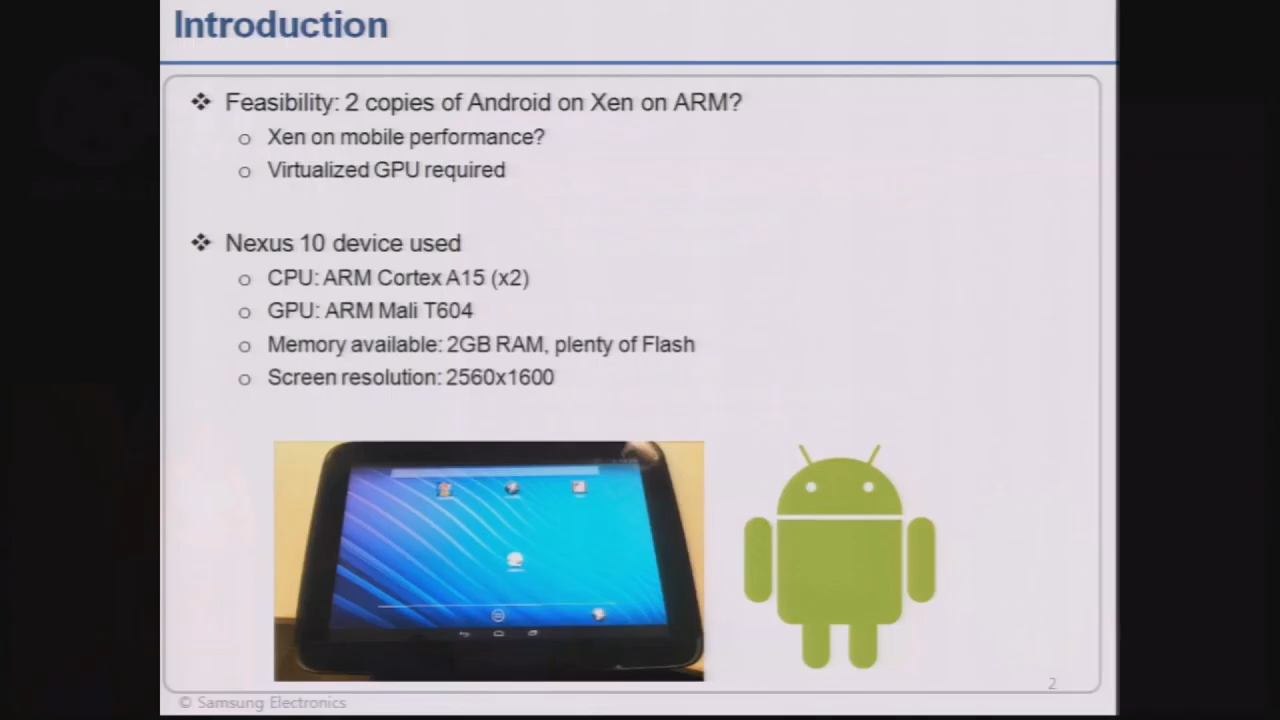 Introduction
❖ Feasibility: 2 copies of Android on Xen on ARM?
o Xen on mobile performance?
o Virtualized GPU required
❖ Nexus 10 device used
o CPU: ARM Cortex A15 (x2)
o GPU: ARM Mali T604
o Memory available: 2GB RAM, plenty of Flash
o Screen resolution: 2560x1600
2
© Samsung Electronics